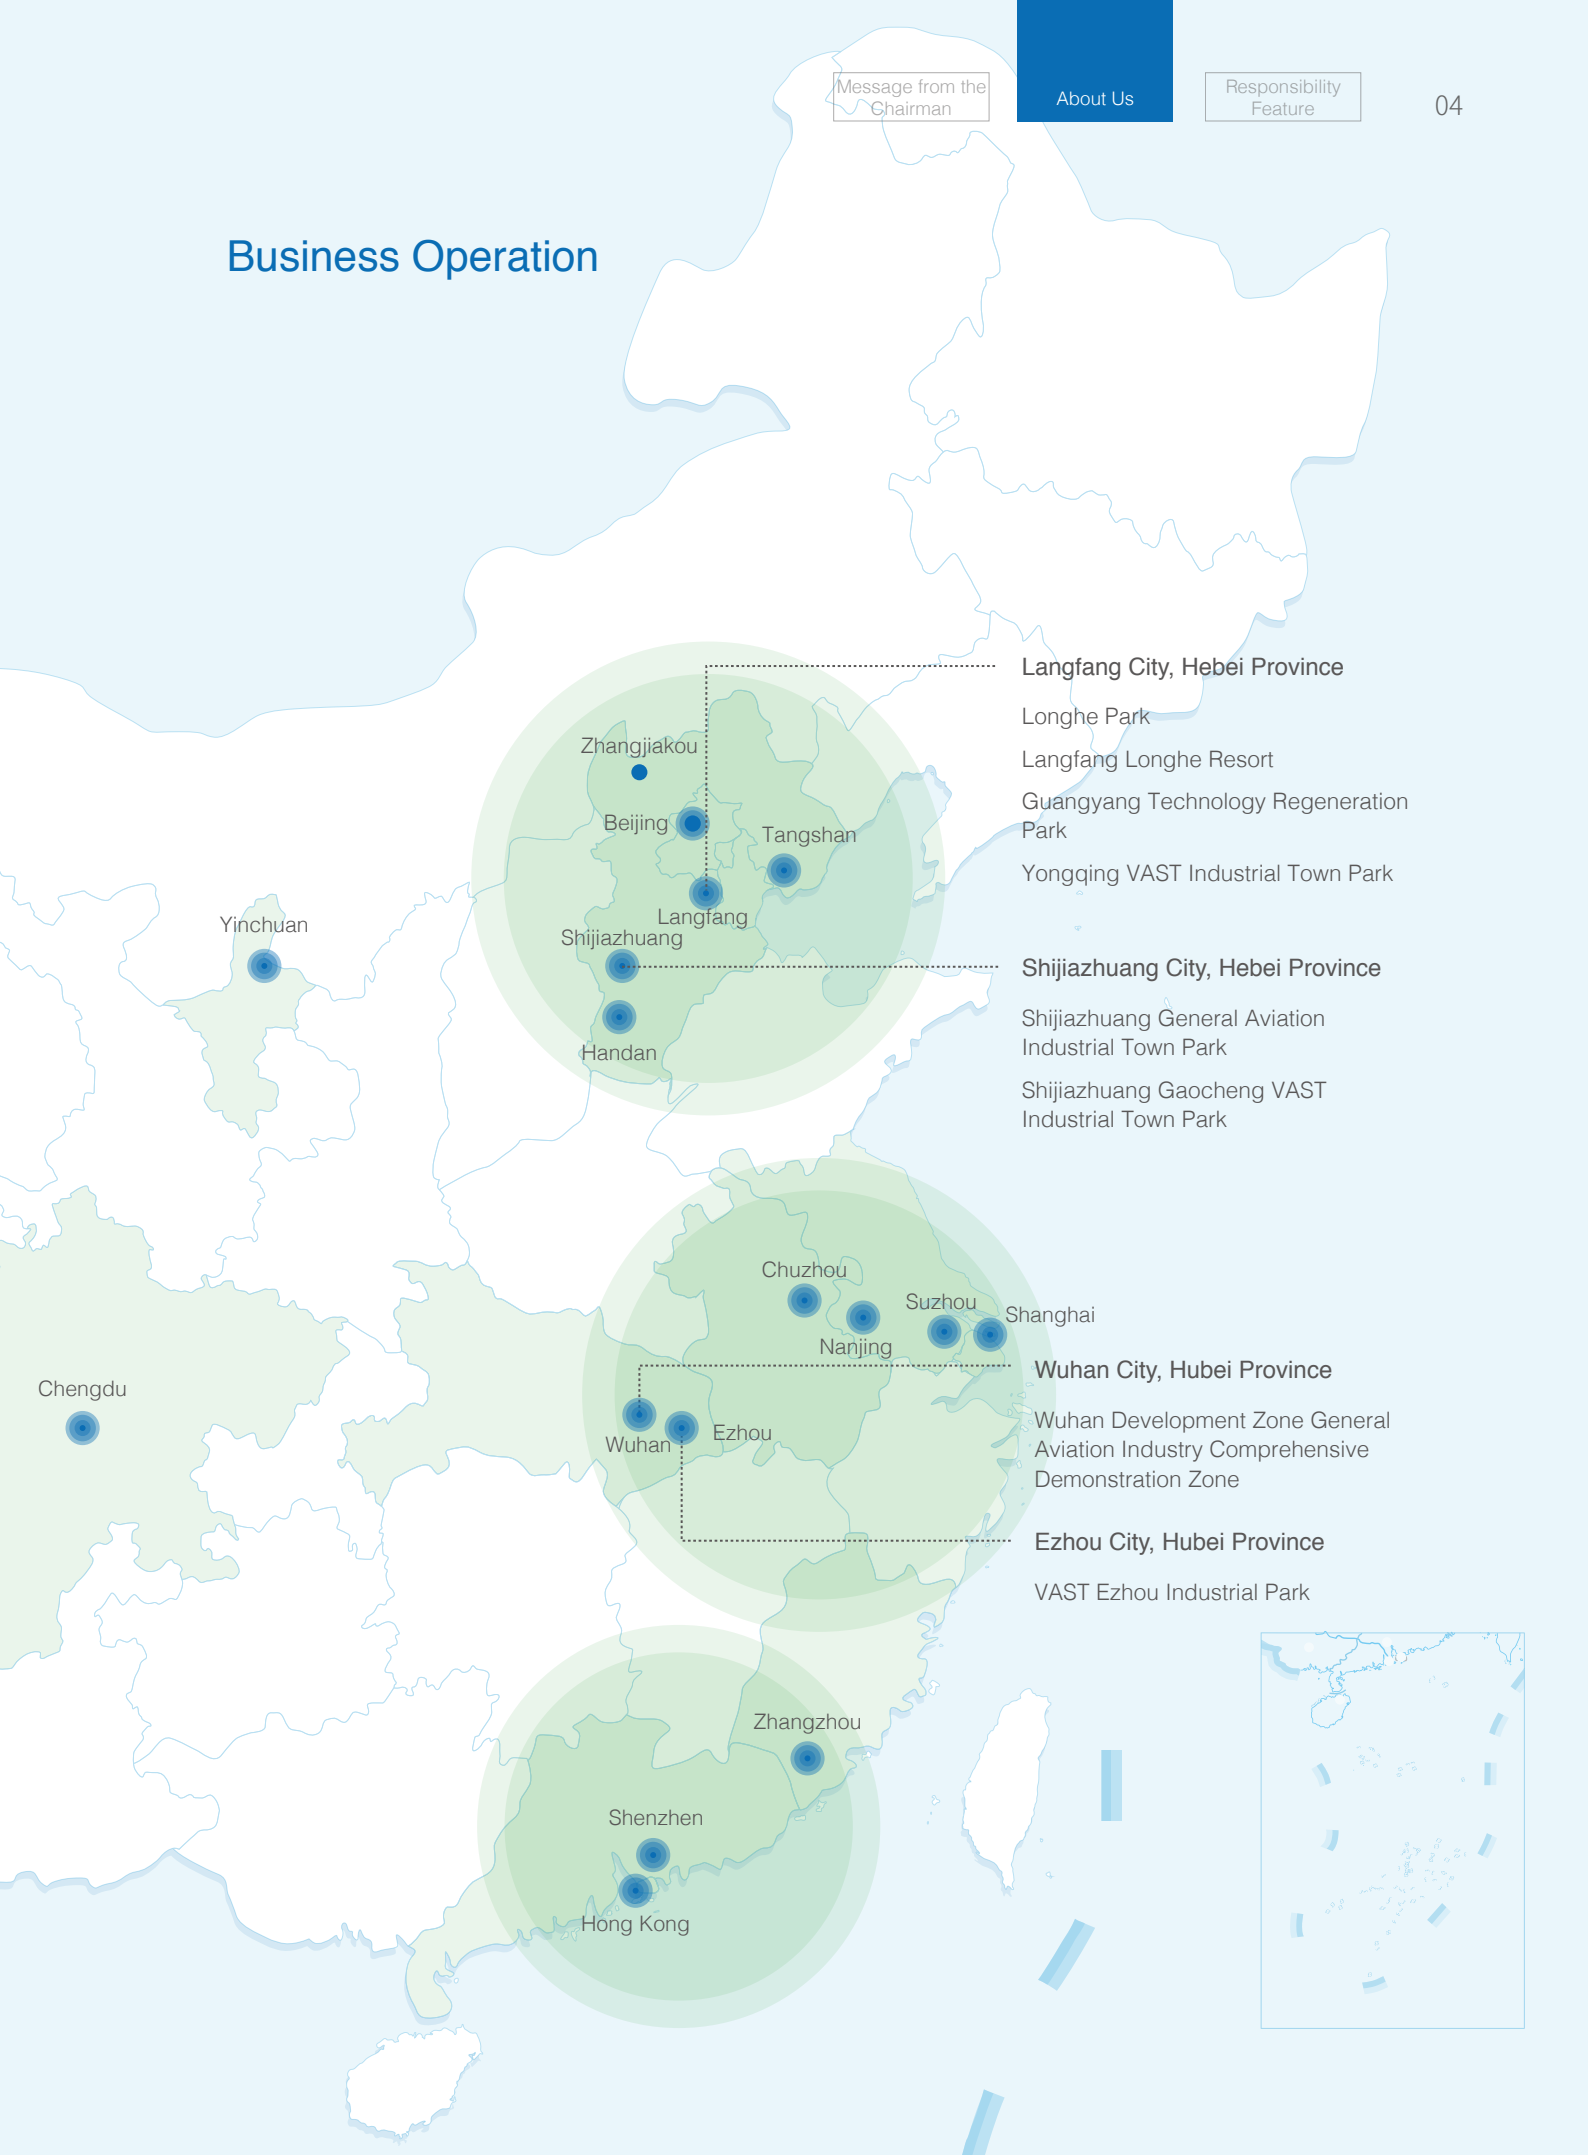 Message from the
Chairman
About Us
Responsibility
Feature
04
Business Operation
Langfang City, Hebei Province
Longhe Park
Langfang Longhe Resort
Guangyang Technology Regeneration
Park
Yongqing VAST Industrial Town Park
Zhangjiakou
Beijing
Tangshan
Langfang
Yinchuan
Shijiazhuang
Handan
Shijiazhuang City, Hebei Province
Shijiazhuang General Aviation
Industrial Town Park
Shijiazhuang Gaocheng VAST
Industrial Town Park
Chuzhou
Suzhou
Shanghai
Nanjing
Chengdu
Wuhan
Ezhou
Wuhan City, Hubei Province
Wuhan Development Zone General
Aviation Industry Comprehensive
Demonstration Zone
Ezhou City, Hubei Province
VAST Ezhou Industrial Park
Zhangzhou
Shenzhen
Hong Kong